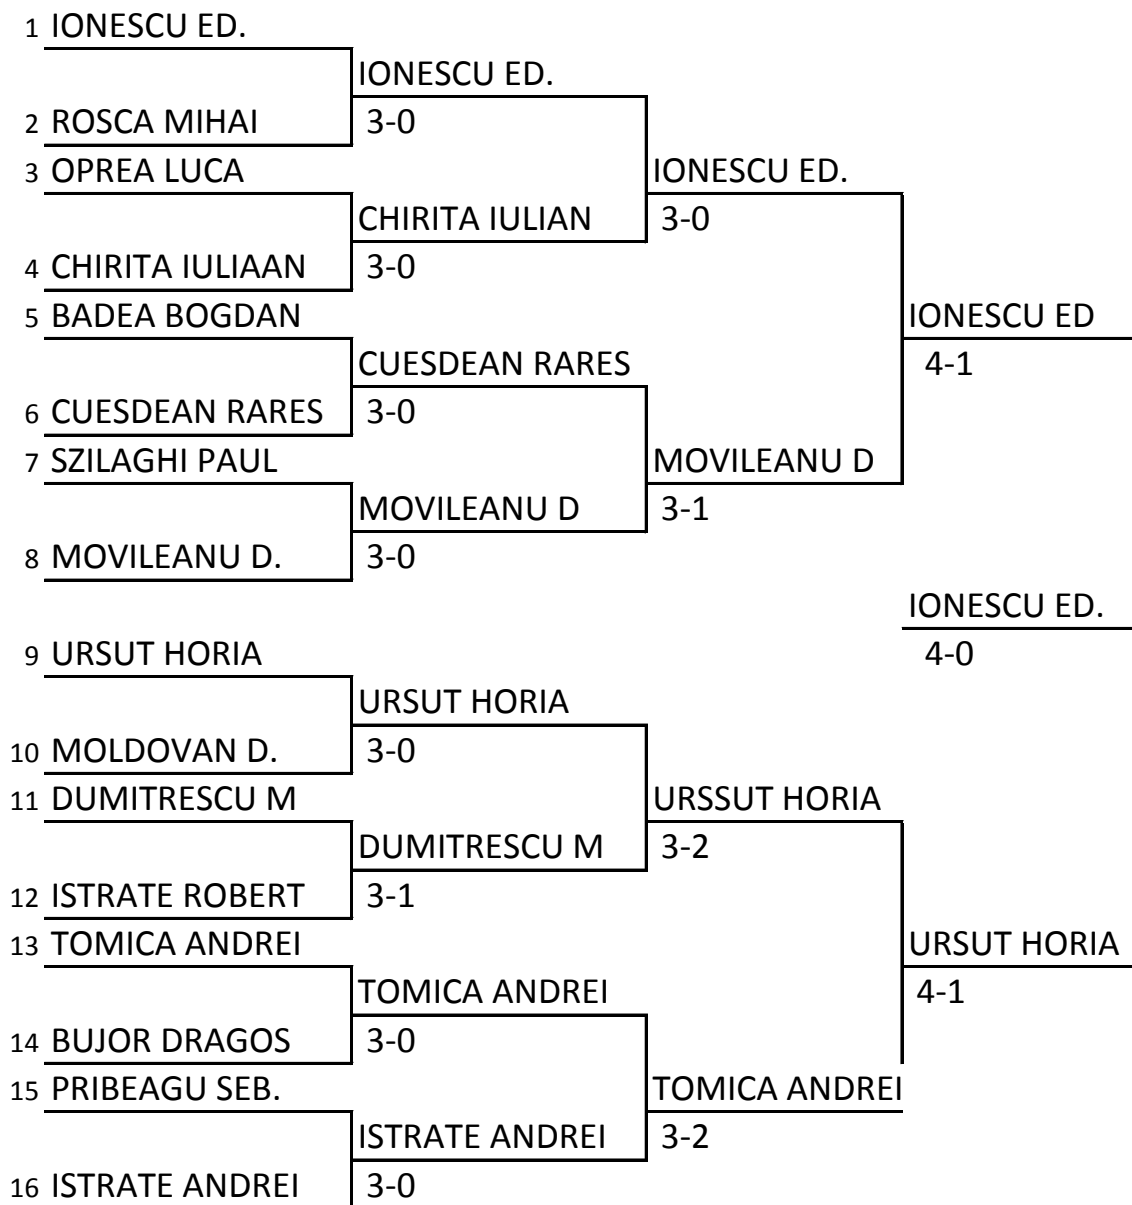 1 IONESCU ED.
IONESCU ED.
2 ROSCA MIHAI 3-0
3 OPREA LUCA IONESCU ED.
CHIRITA IULIAN 3-0
4 CHIRITA IULIAAN 3-0
5 BADEA BOGDAN IONESCU ED
CUESDEAN RARES 4-1
6 CUESDEAN RARES 3-0
7 SZILAGHI PAUL MOVILEANU D
MOVILEANU D 3-1
8 MOVILEANU D. 3-0
IONESCU ED.
9 URSUT HORIA 4-0
URSUT HORIA
10 MOLDOVAN D. 3-0
11 DUMITRESCU M URSSUT HORIA
DUMITRESCU M 3-2
12 ISTRATE ROBERT 3-1
13 TOMICA ANDREI URSUT HORIA
TOMICA ANDREI 4-1
14 BUJOR DRAGOS 3-0
15 PRIBEAGU SEB. TOMICA ANDREI
ISTRATE ANDREI 3-2
16 ISTRATE ANDREI 3-0